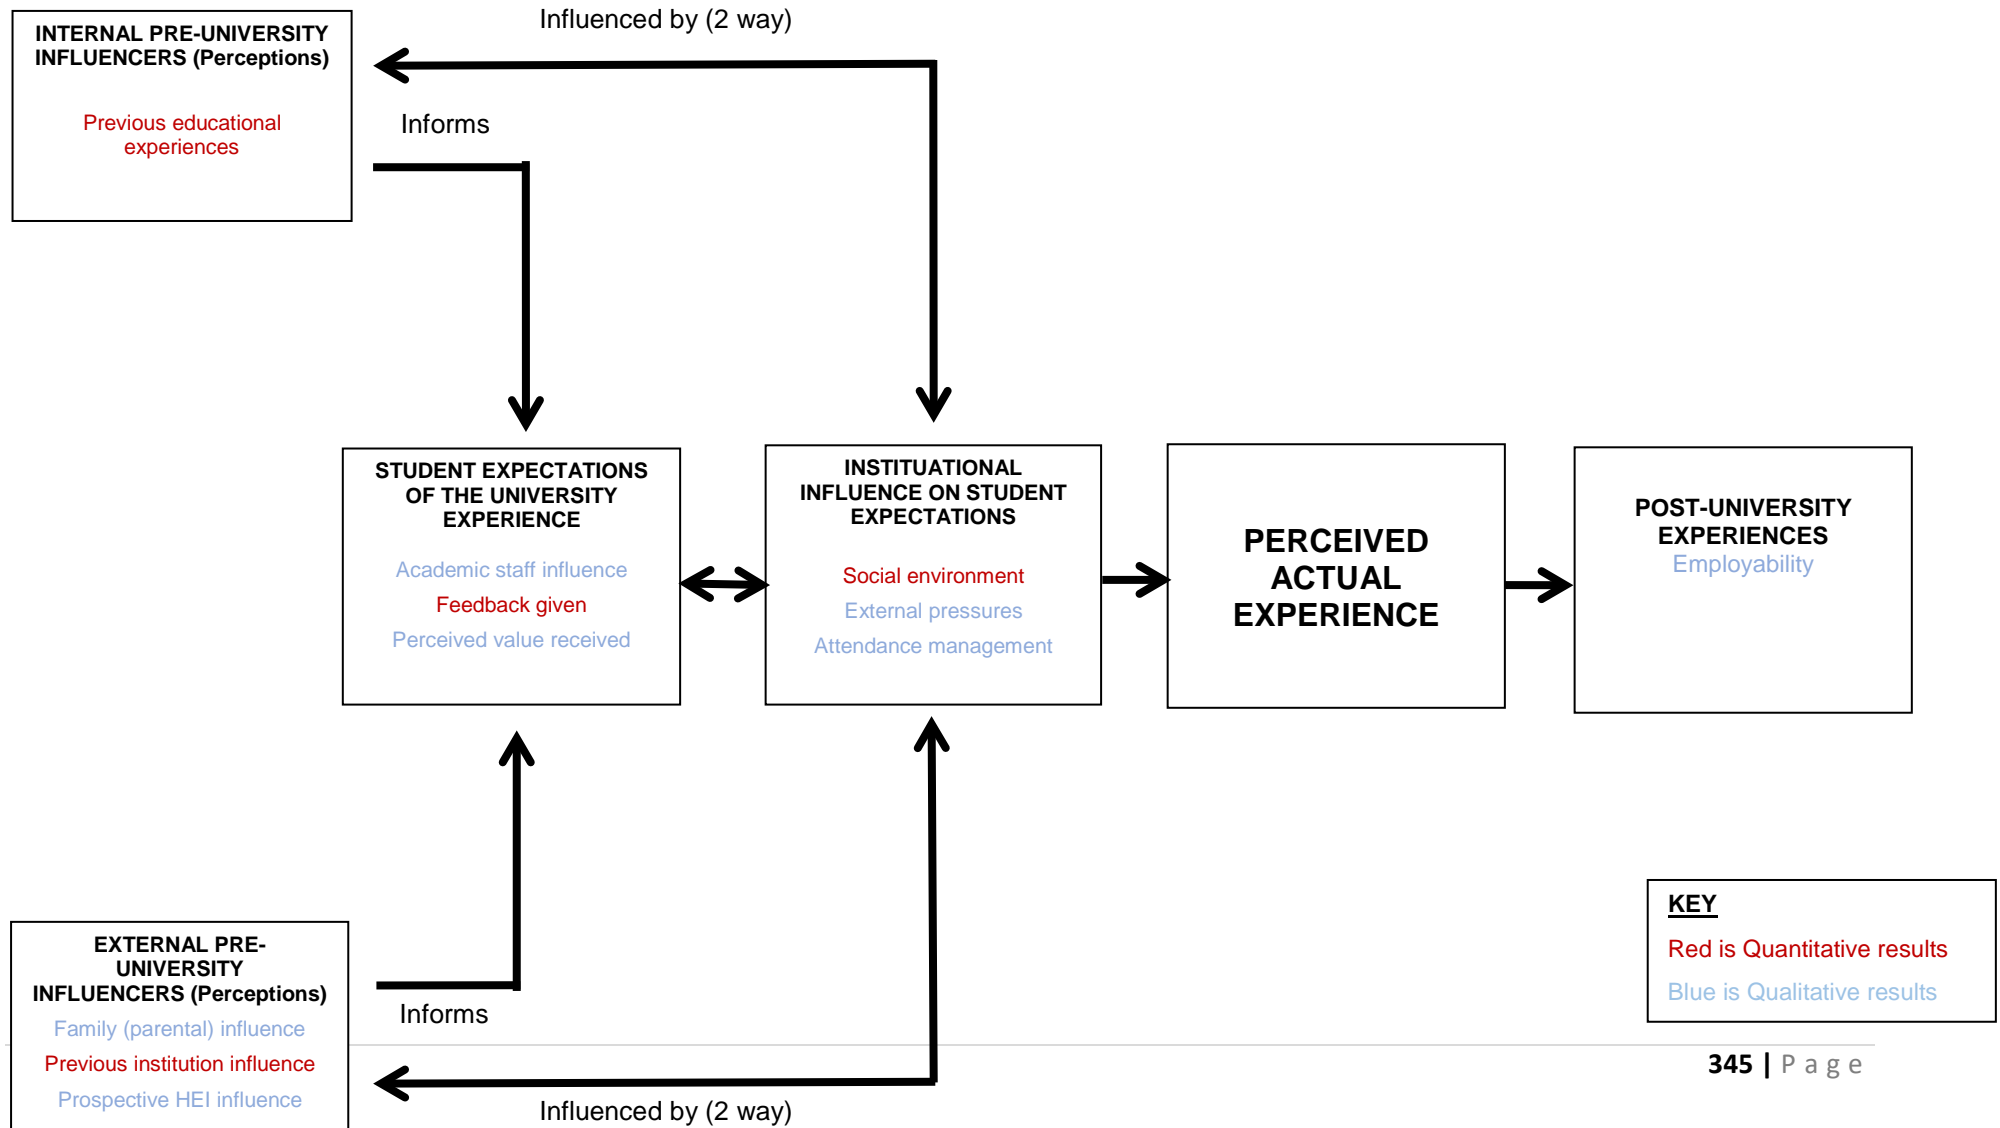 Influenced by (2 way)
INTERNAL PRE-UNIVERSITY
INFLUENCERS (Perceptions)
Previous educational
experiences
Informs
STUDENT EXPECTATIONS
OF THE UNIVERSITY
EXPERIENCE
Academic staff influence
Feedback given
Perceived value received
INSTITUATIONAL
INFLUENCE ON STUDENT
EXPECTATIONS
Social environment
External pressures
Attendance management
PERCEIVED
ACTUAL
EXPERIENCE
POST-UNIVERSITY
EXPERIENCES
Employability
EXTERNAL PRE-
UNIVERSITY
INFLUENCERS (Perceptions)
Family (parental) influence
Previous institution influence
Prospective HEI influence
Informs
Influenced by (2 way)
KEY
Red is Quantitative results
Blue is Qualitative results
345 | Page